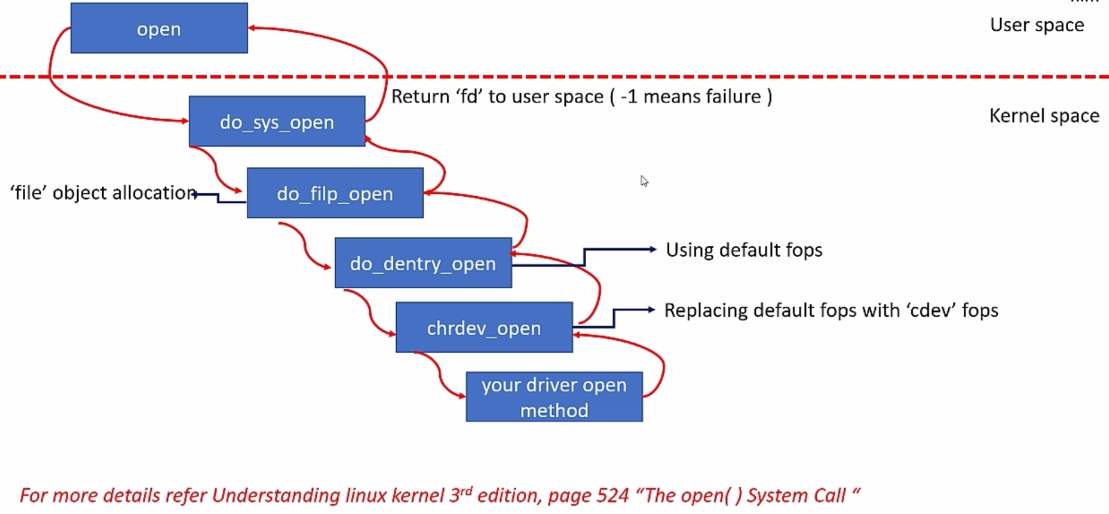 open
User space
Return ‘fd’ to user space ( -1 means failure )
Kernel space
do_sys_open
‘file’ object allocation
do_filp_open
do_dentry_open
Using default fops
chrdev_open
Replacing default fops with ‘cdev’ fops
your driver open
method
For more details refer Understanding linux kernel 3rd edition, page 524 “The open( ) System Call “